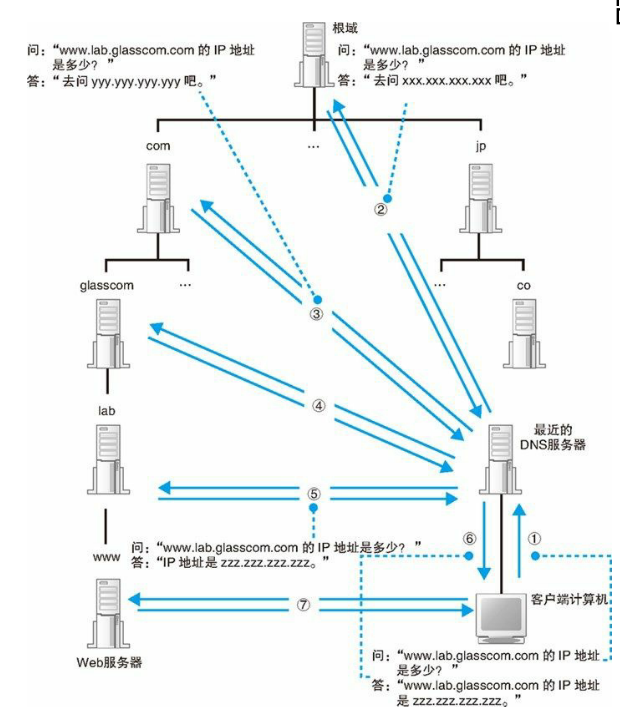 根域
问：“www.lab.glasscom.com 的 IP 地址
是多少？”
答：“去问 yyy.yyy.yyy.yyy 吧。”
问：“www.lab.glasscom.com 的 IP 地址
是多少？”
答：“去问 xxx.xxx.xxx.xxx 吧。”
com
…
jp
②
glasscom
…
…
co
③
④
lab
最近的
DNS服务器
⑤
问：“www.lab.glasscom.com 的 IP 地址是多少？”
答：“IP 地址是 zzz.zzz.zzz.zzz。”
⑥
①
www
⑦
客户端计算机
Web服务器
问：“www.lab.glasscom.com 的 IP 地址
是多少？”
答：“www.lab.glasscom.com 的 IP 地址
是 zzz.zzz.zzz.zzz。”